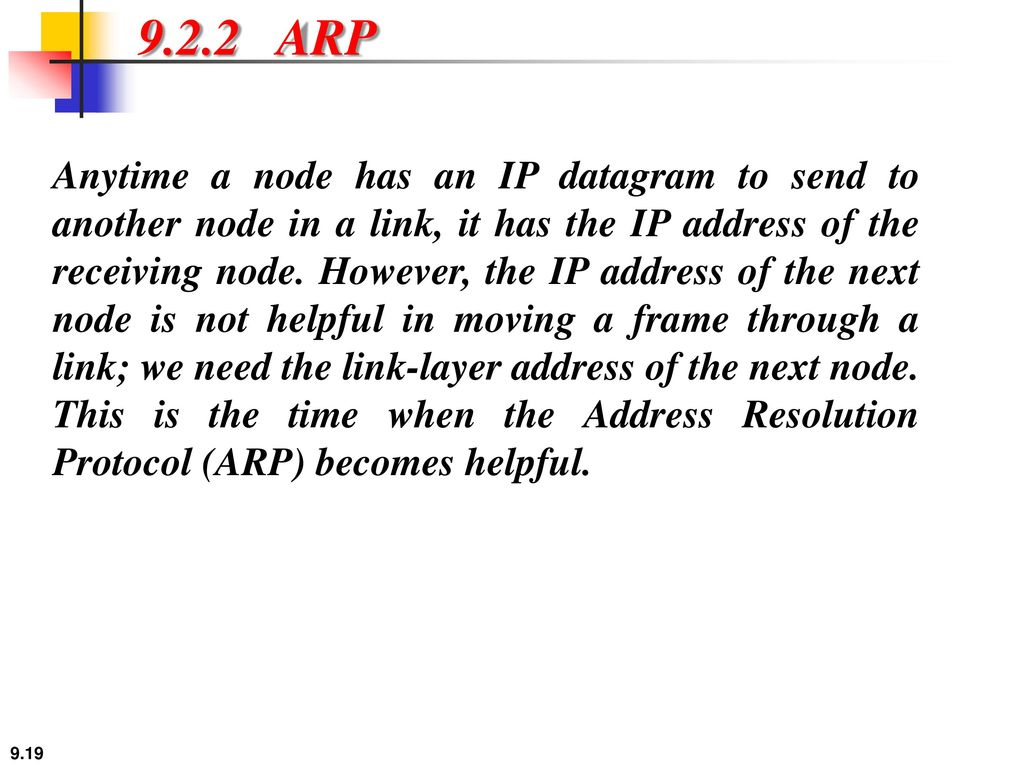 9.2.2 ARP
Anytime a node has an IP datagram to send to
another node in a link, it has the IP address of the
receiving node. However, the IP address of the next
node is not helpful in moving a frame through a
link; we need the link-layer address of the next node.
This is the time when the Address Resolution
Protocol (ARP) becomes helpful.
9.19